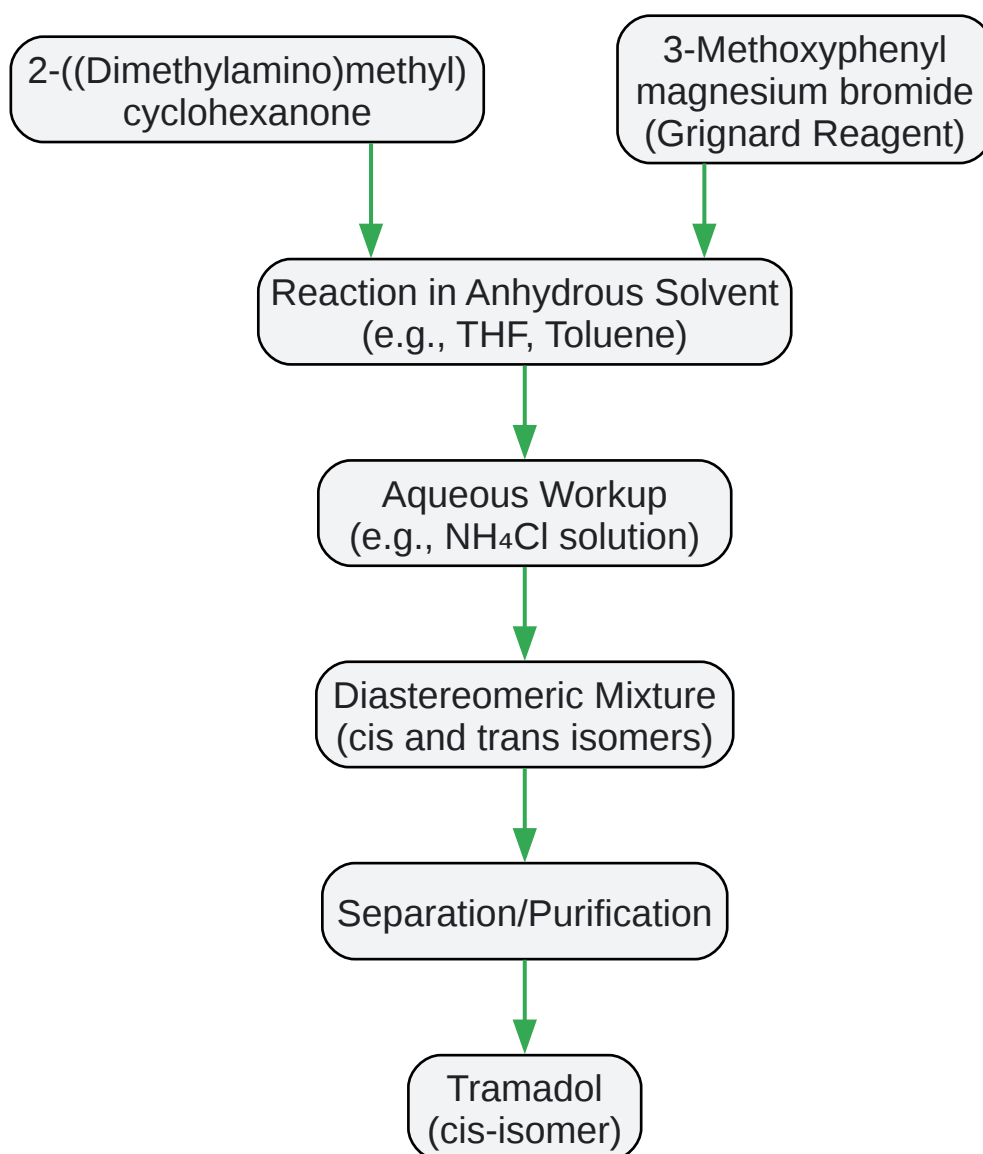 2-((Dimethylamino)methyl)
cyclohexanone
3-Methoxyphenyl
magnesium bromide
(Grignard Reagent)
Reaction in Anhydrous Solvent
(e.g., THF, Toluene)
Aqueous Workup
(e.g., NH₄Cl solution)
Diastereomeric Mixture
(cis and trans isomers)
Separation/Purification
Tramadol
(cis-isomer)